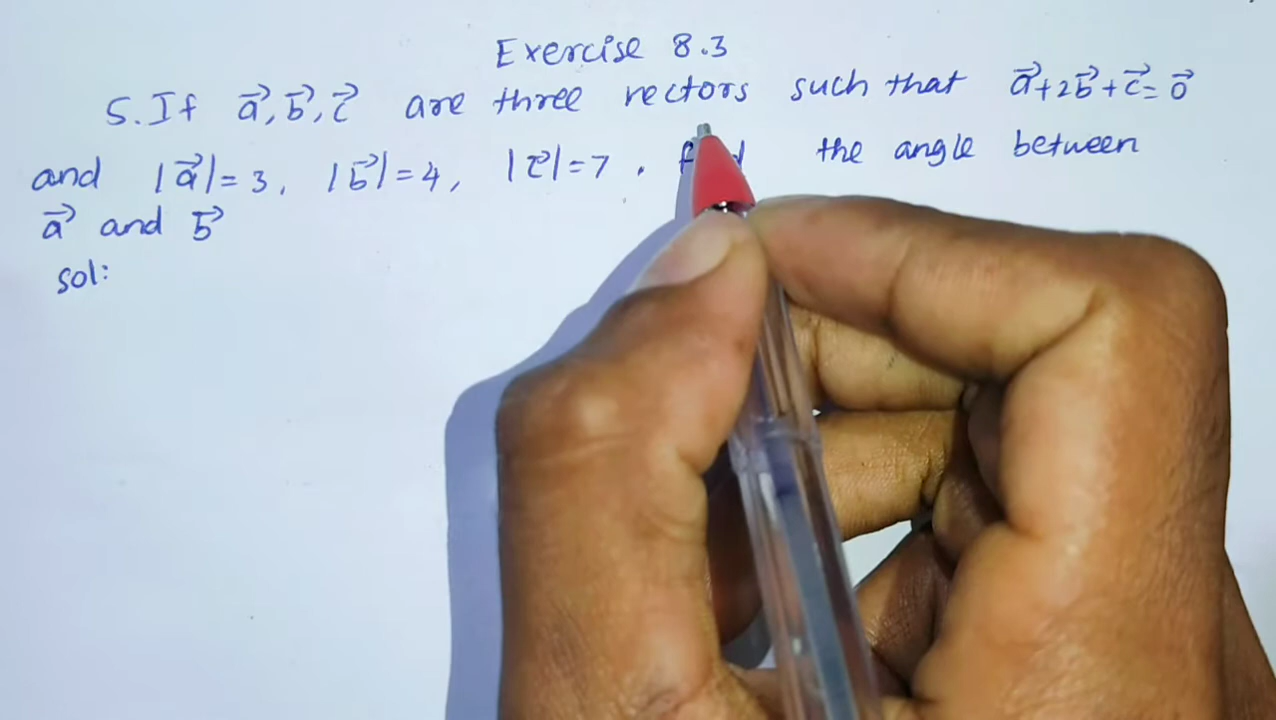 Exercise 8.3
5. If a⃗, b⃗, c⃗ are three vectors such that a⃗+2b⃗+c⃗=0⃗
and |a⃗|=3, |b⃗|=4, |c⃗|=7. the angle between
a⃗ and b⃗
sol: